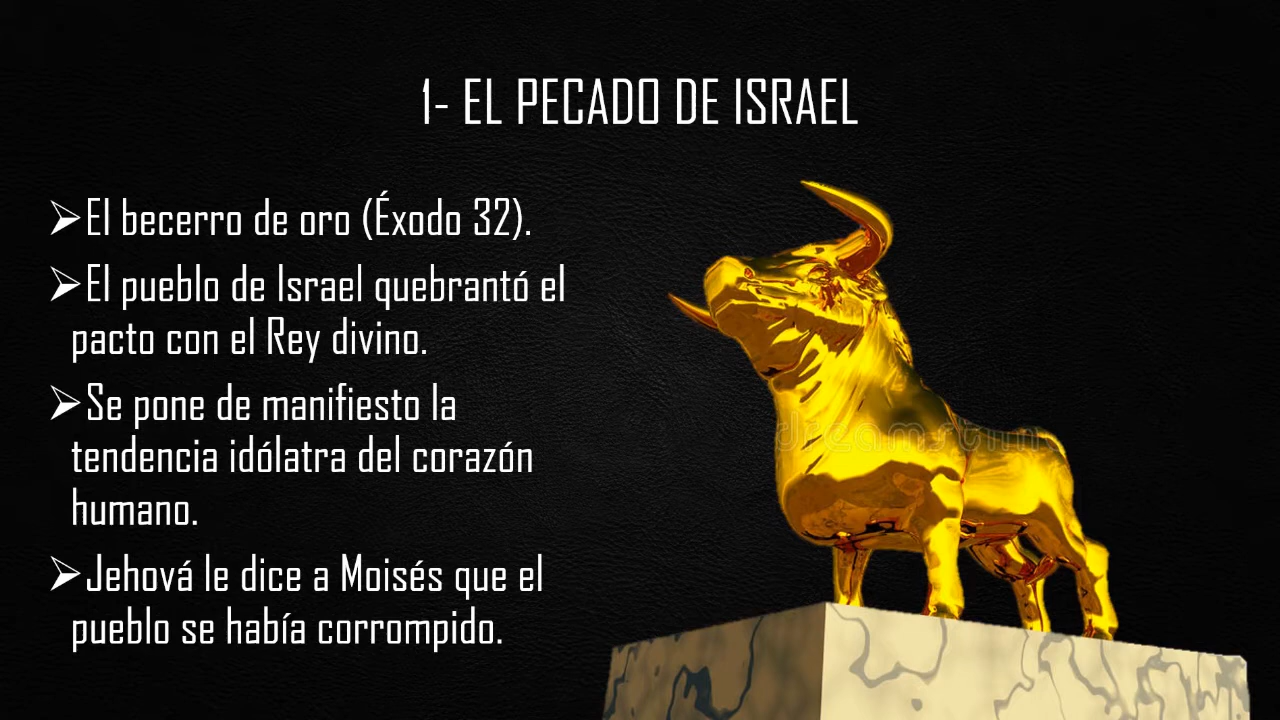 1- EL PECADO DE ISRAEL
➢El becerro de oro (Éxodo 32).
➢El pueblo de Israel quebrantó el
pacto con el Rey divino.
➢Se pone de manifiesto la
tendencia idólatra del corazón
humano.
➢Jehová le dice a Moisés que el
pueblo se había corrompido.
dreamstime